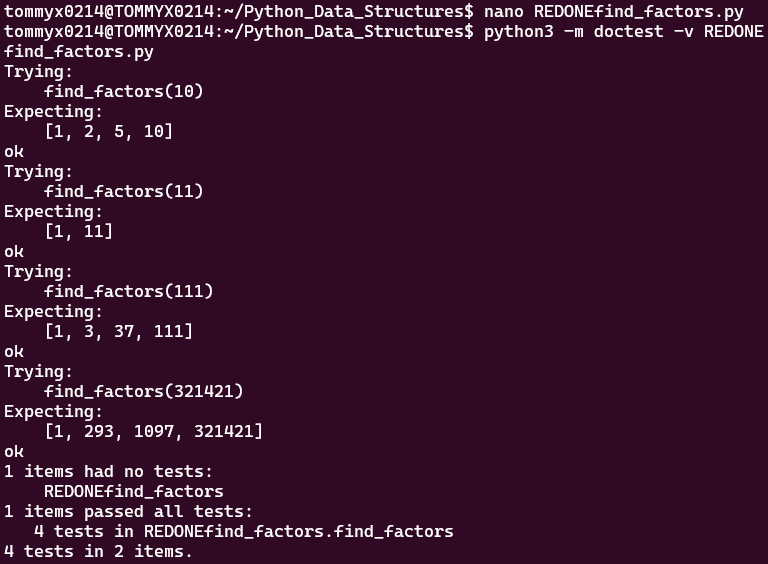 tommyx0214@TOMMYX0214:~/Python_Data_Structures$ nano REDONEfind_factors.py
tommyx0214@TOMMYX0214:~/Python_Data_Structures$ python3 -m doctest -v REDONE
find_factors.py
Trying:
    find_factors(10)
Expecting:
    [1, 2, 5, 10]
ok
Trying:
    find_factors(11)
Expecting:
    [1, 11]
ok
Trying:
    find_factors(111)
Expecting:
    [1, 3, 37, 111]
ok
Trying:
    find_factors(321421)
Expecting:
    [1, 293, 1097, 321421]
ok
1 items had no tests:
    REDONEfind_factors
1 items passed all tests:
   4 tests in REDONEfind_factors.find_factors
4 tests in 2 items.